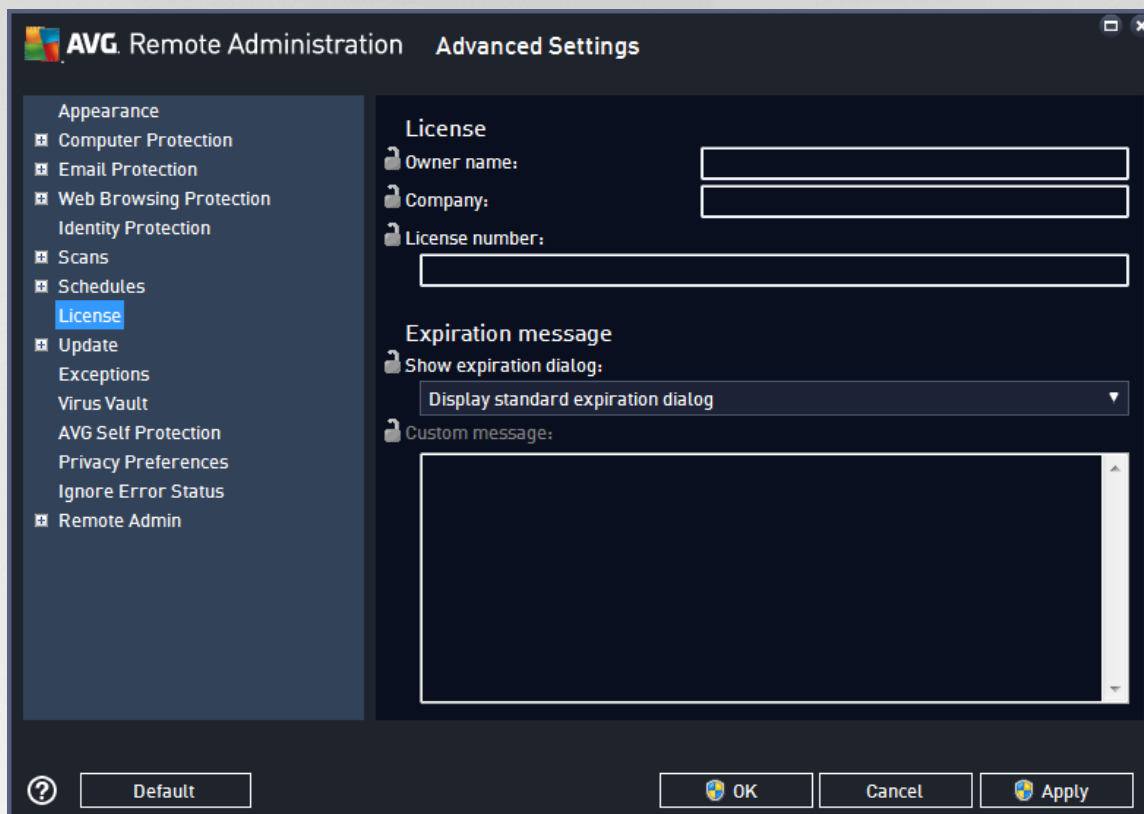 AVG. Remote Administration Advanced Settings
Appearance
Computer Protection
Email Protection
Web Browsing Protection
Identity Protection
Scans
Schedules
License
Update
Exceptions
Virus Vault
AVG Self Protection
Privacy Preferences
Ignore Error Status
Remote Admin
License
Owner name:
Company:
License number:
Expiration message
Show expiration dialog:
Display standard expiration dialog
Custom message:
Default
OK
Cancel
Apply